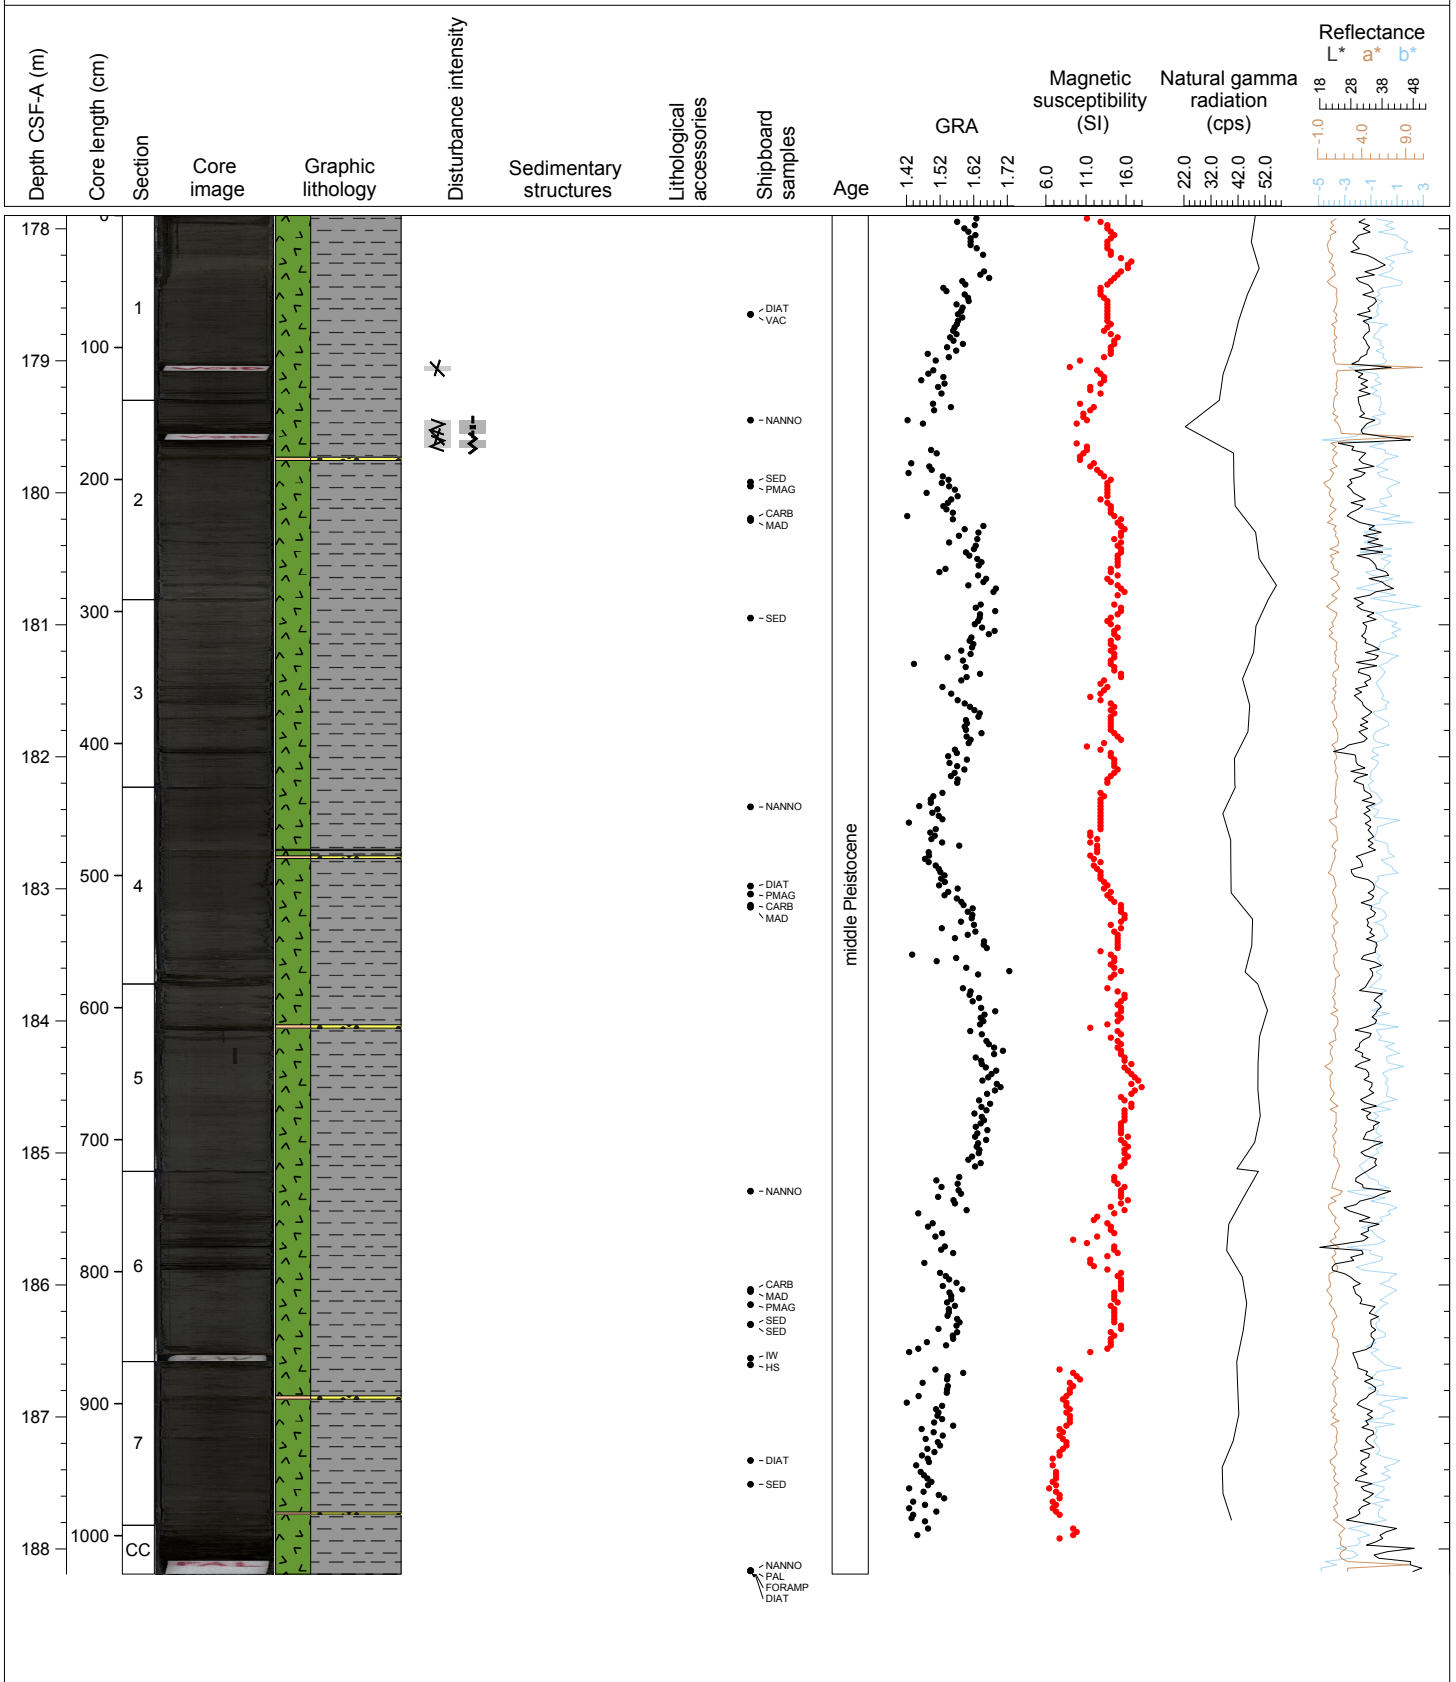 Depth CSF-A (m)
Core length (cm)
Section
Core
image
Graphic
lithology
Disturbance intensity
Sedimentary
structures
Lithological
accessories
Shipboard
samples
Age
GRA
1.42 1.52 1.62 1.72
Magnetic
susceptibility
(SI)
6.0 11.0 16.0
Natural gamma
radiation
(cps)
22.0 32.0 42.0 52.0
Reflectance
L* a* b*
18 28 38 48
-1.0 4.0 9.0
-5 -3 -1 1 3
178
179
180
181
182
183
184
185
186
187
188
0
100
200
300
400
500
600
700
800
900
1000
1
2
3
4
5
6
7
CC
DIAT
VAC
NANNO
SED
PMAG
CARB
MAD
SED
NANNO
DIAT
PMAG
CARB
MAD
NANNO
CARB
MAD
PMAG
SED
SED
IW
HS
DIAT
SED
NANNO
PAL
FORAMP
DIAT
middle Pleistocene